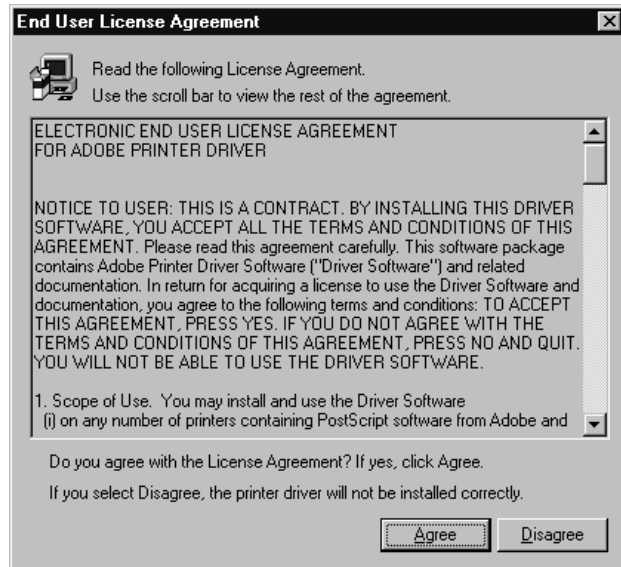 End User License Agreement
Read the following License Agreement.
Use the scroll bar to view the rest of the agreement.
ELECTRONIC END USER LICENSE AGREEMENT
FOR ADOBE PRINTER DRIVER
NOTICE TO USER: THIS IS A CONTRACT. BY INSTALLING THIS DRIVER
SOFTWARE, YOU ACCEPT ALL THE TERMS AND CONDITIONS OF THIS
AGREEMENT. Please read this agreement carefully. This software package
contains Adobe Printer Driver Software ("Driver Software") and related
documentation. In return for acquiring a license to use the Driver Software and
documentation, you agree to the following terms and conditions: TO ACCEPT
THIS AGREEMENT, PRESS YES. IF YOU DO NOT AGREE WITH THE
TERMS AND CONDITIONS OF THIS AGREEMENT, PRESS NO AND QUIT.
YOU WILL NOT BE ABLE TO USE THE DRIVER SOFTWARE.
1. Scope of Use. You may install and use the Driver Software
(i) on any number of printers containing PostScript software from Adobe and
Do you agree with the License Agreement? If yes, click Agree.
If you select Disagree, the printer driver will not be installed correctly.
Agree Disagree